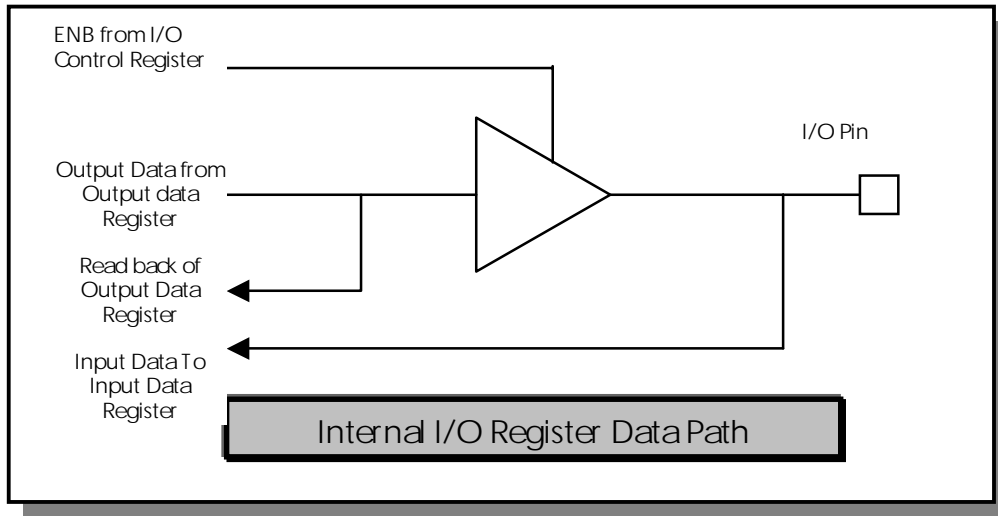 ENB from I/O
Control Register
I/O Pin
Output Data from
Output data
Register
Read back of
Output Data
Register
Input Data To
Input Data
Register
Internal I/O Register Data Path